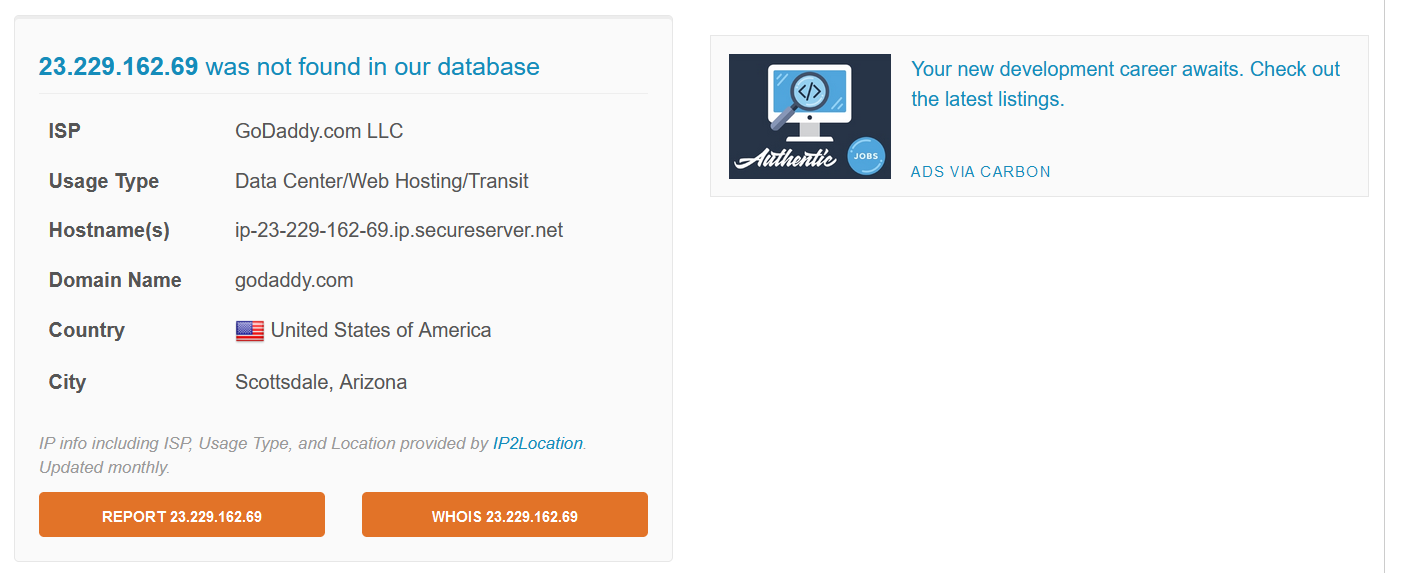 23.229.162.69 was not found in our database
ISP GoDaddy.com LLC
Usage Type Data Center/Web Hosting/Transit
Hostname(s) ip-23-229-162-69.ip.secureserver.net
Domain Name godaddy.com
Country United States of America
City Scottsdale, Arizona
IP info including ISP, Usage Type, and Location provided by IP2Location.
Updated monthly.
REPORT 23.229.162.69 WHOIS 23.229.162.69
</> 
Authentic JOBS
Your new development career awaits. Check out
the latest listings.
ADS VIA CARBON